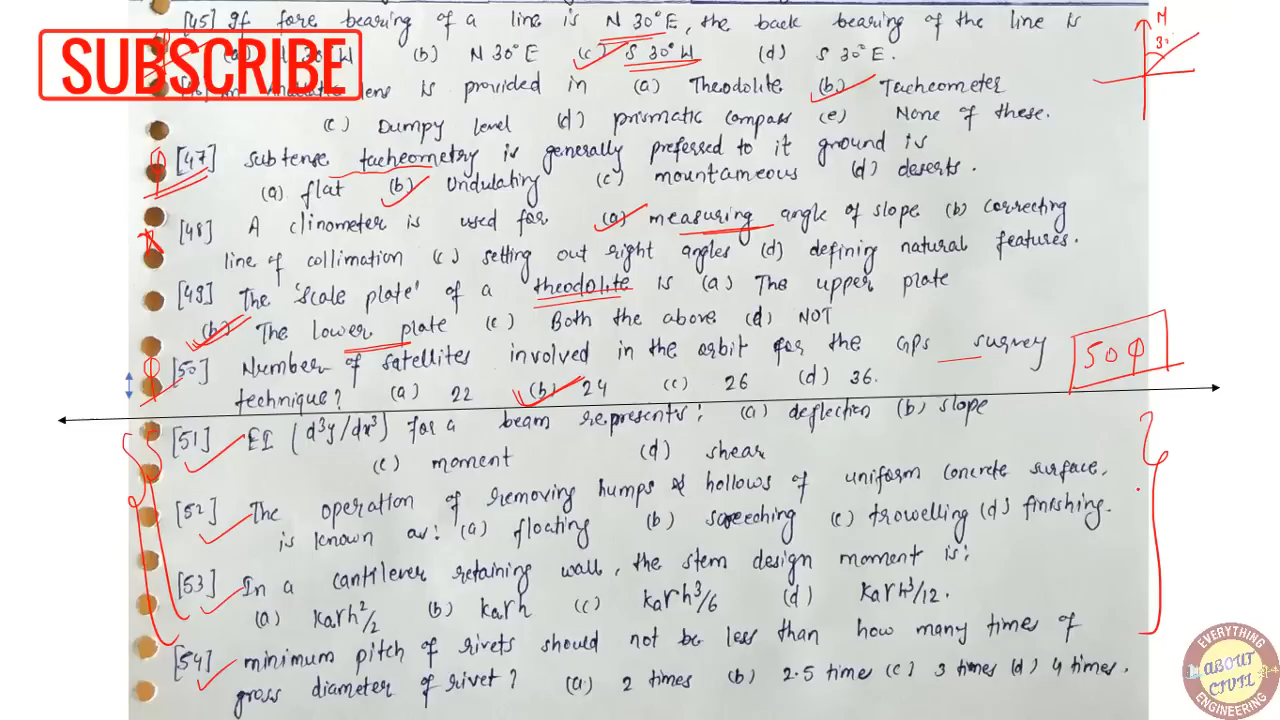 [45] If fore bearing of a line is N 30° E, the back bearing of the line is
SUBSCRIBE
30° W (b) N 30° E (c) S 30° W (d) S 30° E.
lens is provided in (a) Theodolite (b) Tacheometer
(c) Dumpy level (d) prismatic compass (e) None of these.
[47] subtense tacheometry is generally preferred to it ground is
(a) flat (b) Undulating (c) mountameous (d) deserts.
[48] A clinometer is used for (a) measuring angle of slope (b) correcting
line of collimation (c) setting out right angles (d) defining natural features.
[49] The 'scale plate' of a theodolite is (a) The upper plate
(b) The lower plate (c) Both the above (d) NOT
[50] Number of satellites involved in the orbit for the GPS survey
technique? (a) 22 (b) 24 (c) 26 (d) 36.
50 Φ
[51] EI (d³y/dx³) for a beam represents: (a) deflection (b) slope
(c) moment (d) shear
[52] The operation of removing humps & hollows of uniform concrete surface,
is known as: (a) floating (b) screeching (c) trowelling (d) finishing.
[53] In a cantilever retaining wall, the stem design moment is:
(a) karh²/2 (b) karh (c) karh³/6 (d) karh³/12.
[54] minimum pitch of rivets should not be less than how many times of
gross diameter of rivet? (a) 2 times (b) 2.5 time (c) 3 times (d) 4 times.
N
EVERYTHING
ABOUT
CIVIL
ENGINEERING